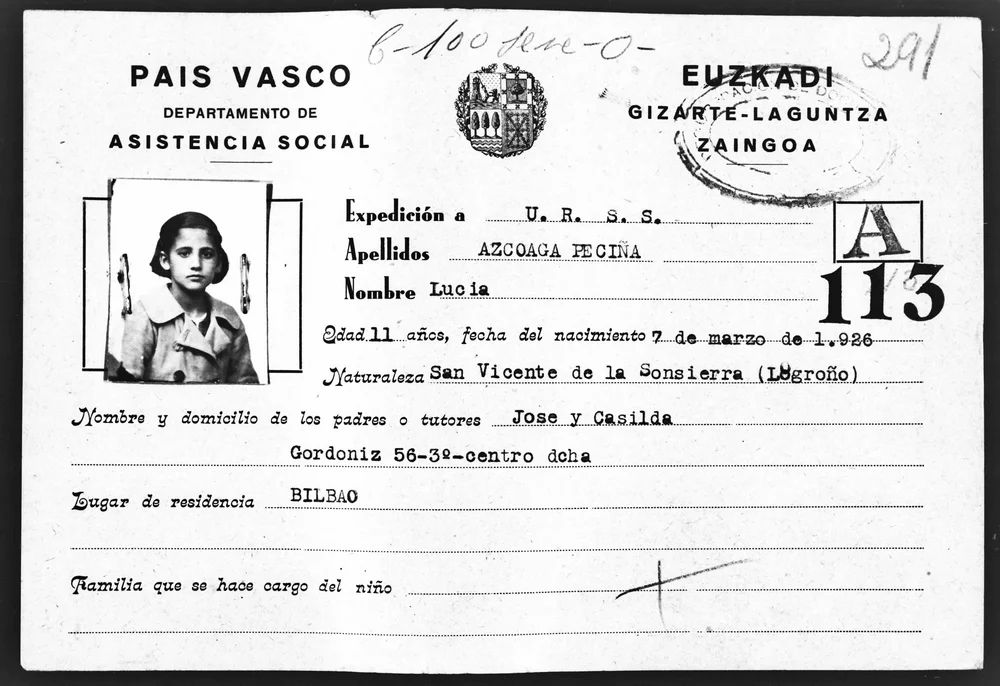 6-100
291
PAIS VASCO
DEPARTAMENTO DE
ASISTENCIA SOCIAL
EUZKADI
GIZARTE-LAGUNTZA
ZAINGOA
Expedición a U. R. S. S.
A
113
Apellidos AZCOAGA PECIÑA
Nombre Lucia
Edad 11 años, fecha del nacimiento 7 de marzo de 1.926
Naturaleza San Vicente de la Sonsierra (Logroño)
Nombre y domicilio de los padres o tutores Jose y Casilda
Gordoniz 56-3º-centro dcha
Lugar de residencia BILBAO
Familia que se hace cargo del niño